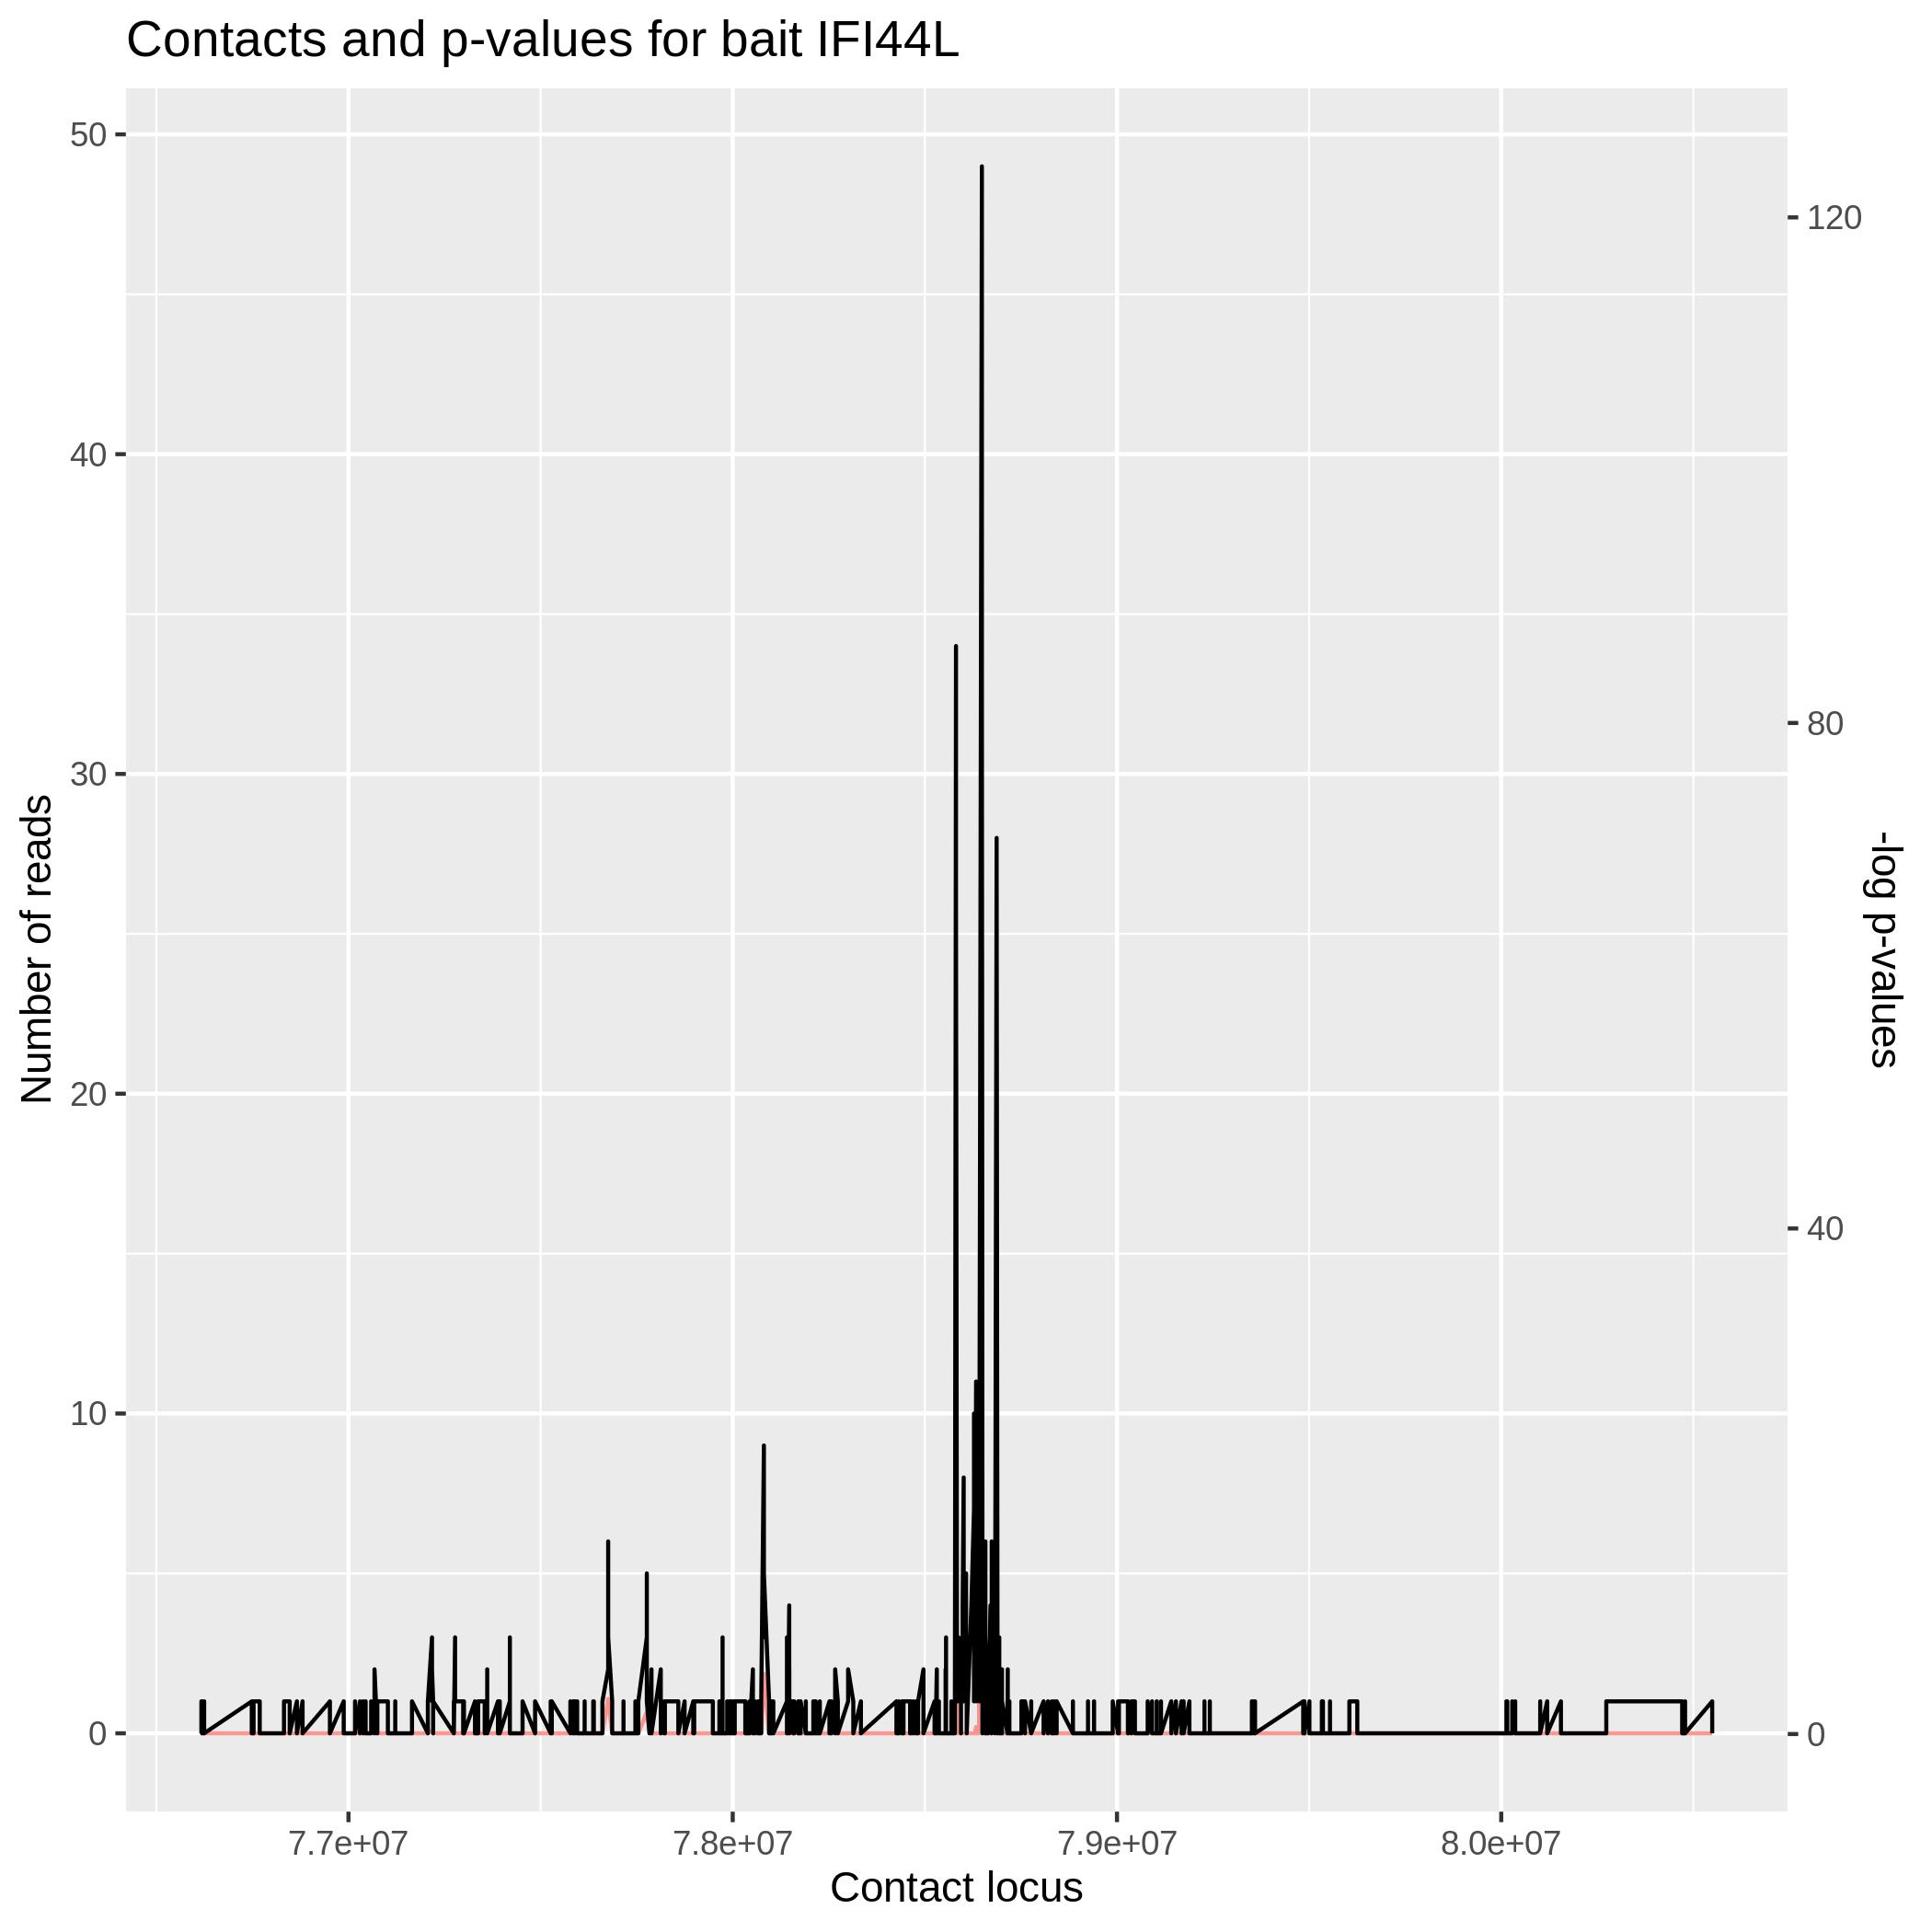 Contacts and p-values for bait IFI44L
50
40
30
20
10
0
Number of reads
120
80
40
0
-log p-values
7.7e+07 7.8e+07 7.9e+07 8.0e+07
Contact locus